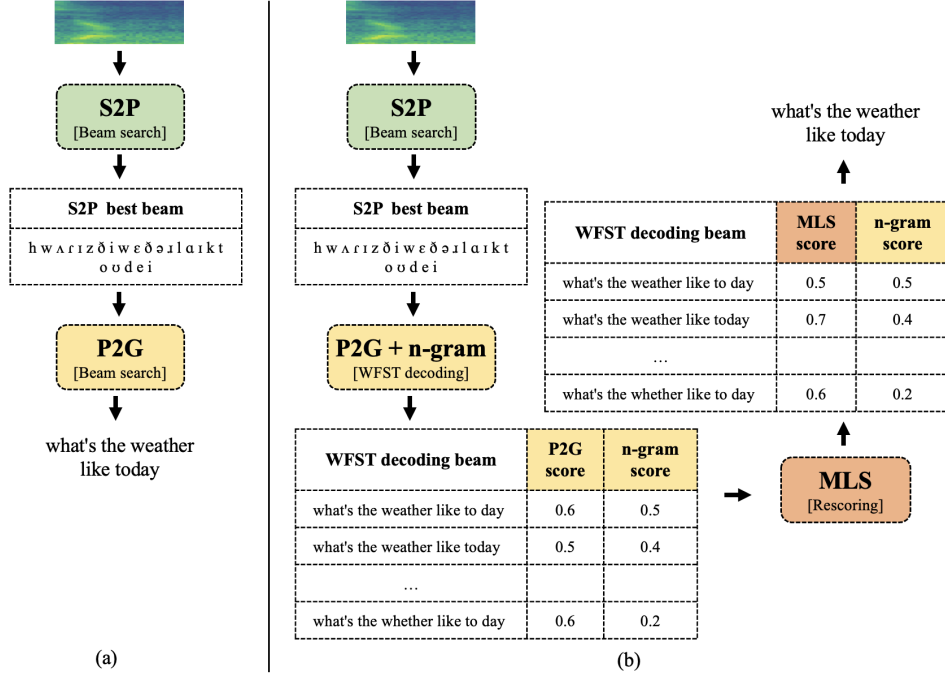 S2P
[Beam search]
S2P best beam
h w ʌ ɾ ɪ z ð i w ɛ ð ə ɹ l ɑ ɪ k t
o ʊ d e i
P2G
[Beam search]
what's the weather
like today
(a)
S2P
[Beam search]
S2P best beam
h w ʌ ɾ ɪ z ð i w ɛ ð ə ɹ l ɑ ɪ k t
o ʊ d e i
P2G + n-gram
[WFST decoding]
WFST decoding beam P2G score n-gram score
what's the weather like to day 0.6 0.5
what's the weather like today 0.5 0.4
...
what's the whether like to day 0.6 0.2
MLS
[Rescoring]
WFST decoding beam MLS score n-gram score
what's the weather like to day 0.5 0.5
what's the weather like today 0.7 0.4
...
what's the whether like to day 0.6 0.2
what's the weather
like today
(b)